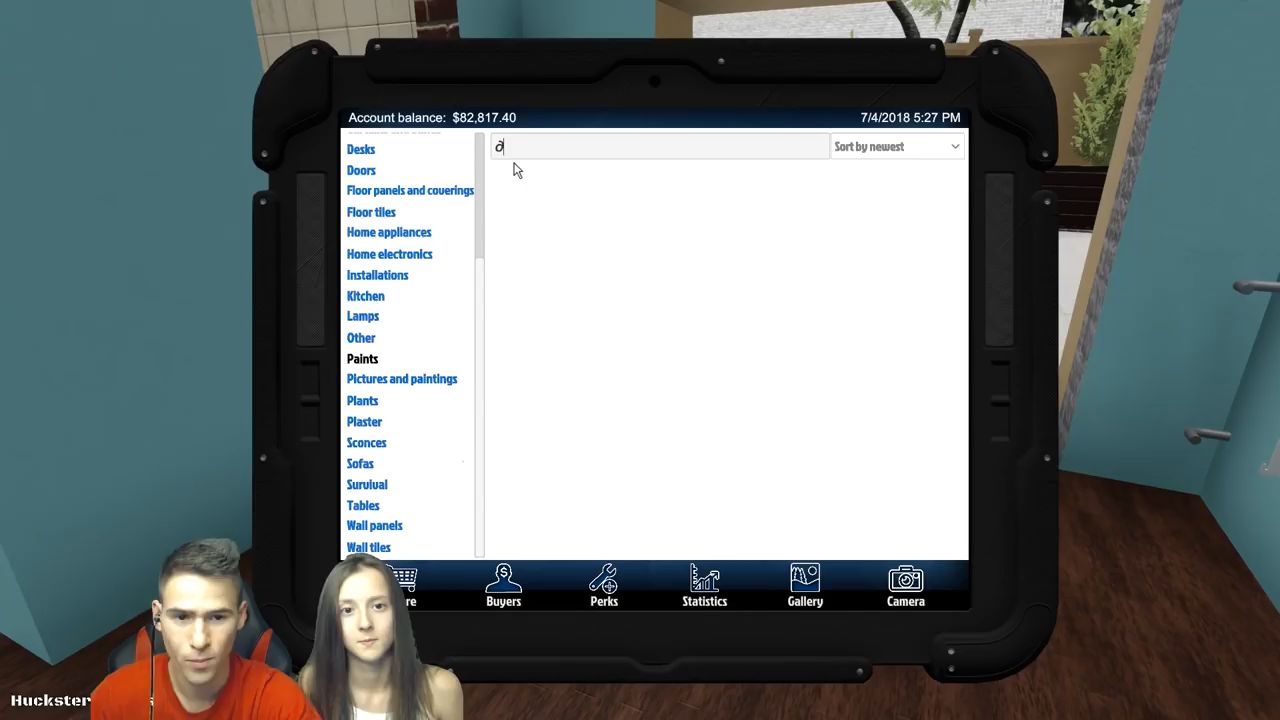 Account balance: $82,817.40 7/4/2018 5:27 PM
д Sort by newest
Desks
Doors
Floor panels and coverings
Floor tiles
Home appliances
Home electronics
Installations
Kitchen
Lamps
Other
Paints
Pictures and paintings
Plants
Plaster
Sconces
Sofas
Survival
Tables
Wall panels
Wall tiles
Buyers Perks Statistics Gallery Camera
Huckster